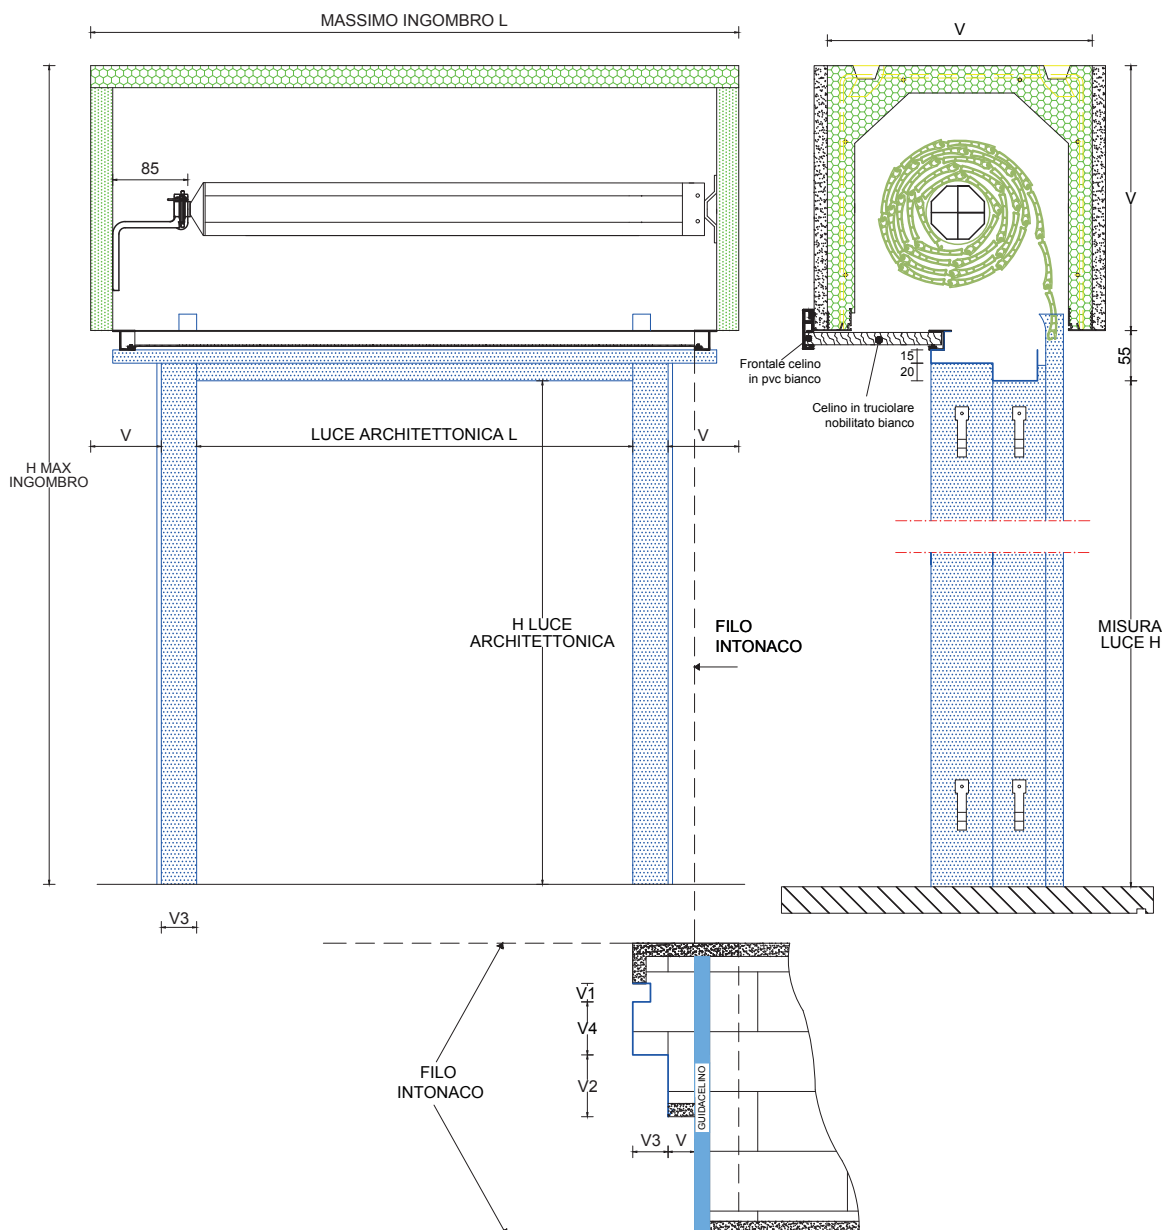 MASSIMO INGOMBRO L
V
85
V
Frontale celino
in pvc bianco
15
20
55
Celino in truciolare
nobilitato bianco
V
LUCE ARCHITETTONICA L
V
H MAX
INGOMBRO
H LUCE
ARCHITETTONICA
FILO
INTONACO
MISURA
LUCE H
V3
V1
V4
FILO
INTONACO
V2
GUIDACELINO
V3
V